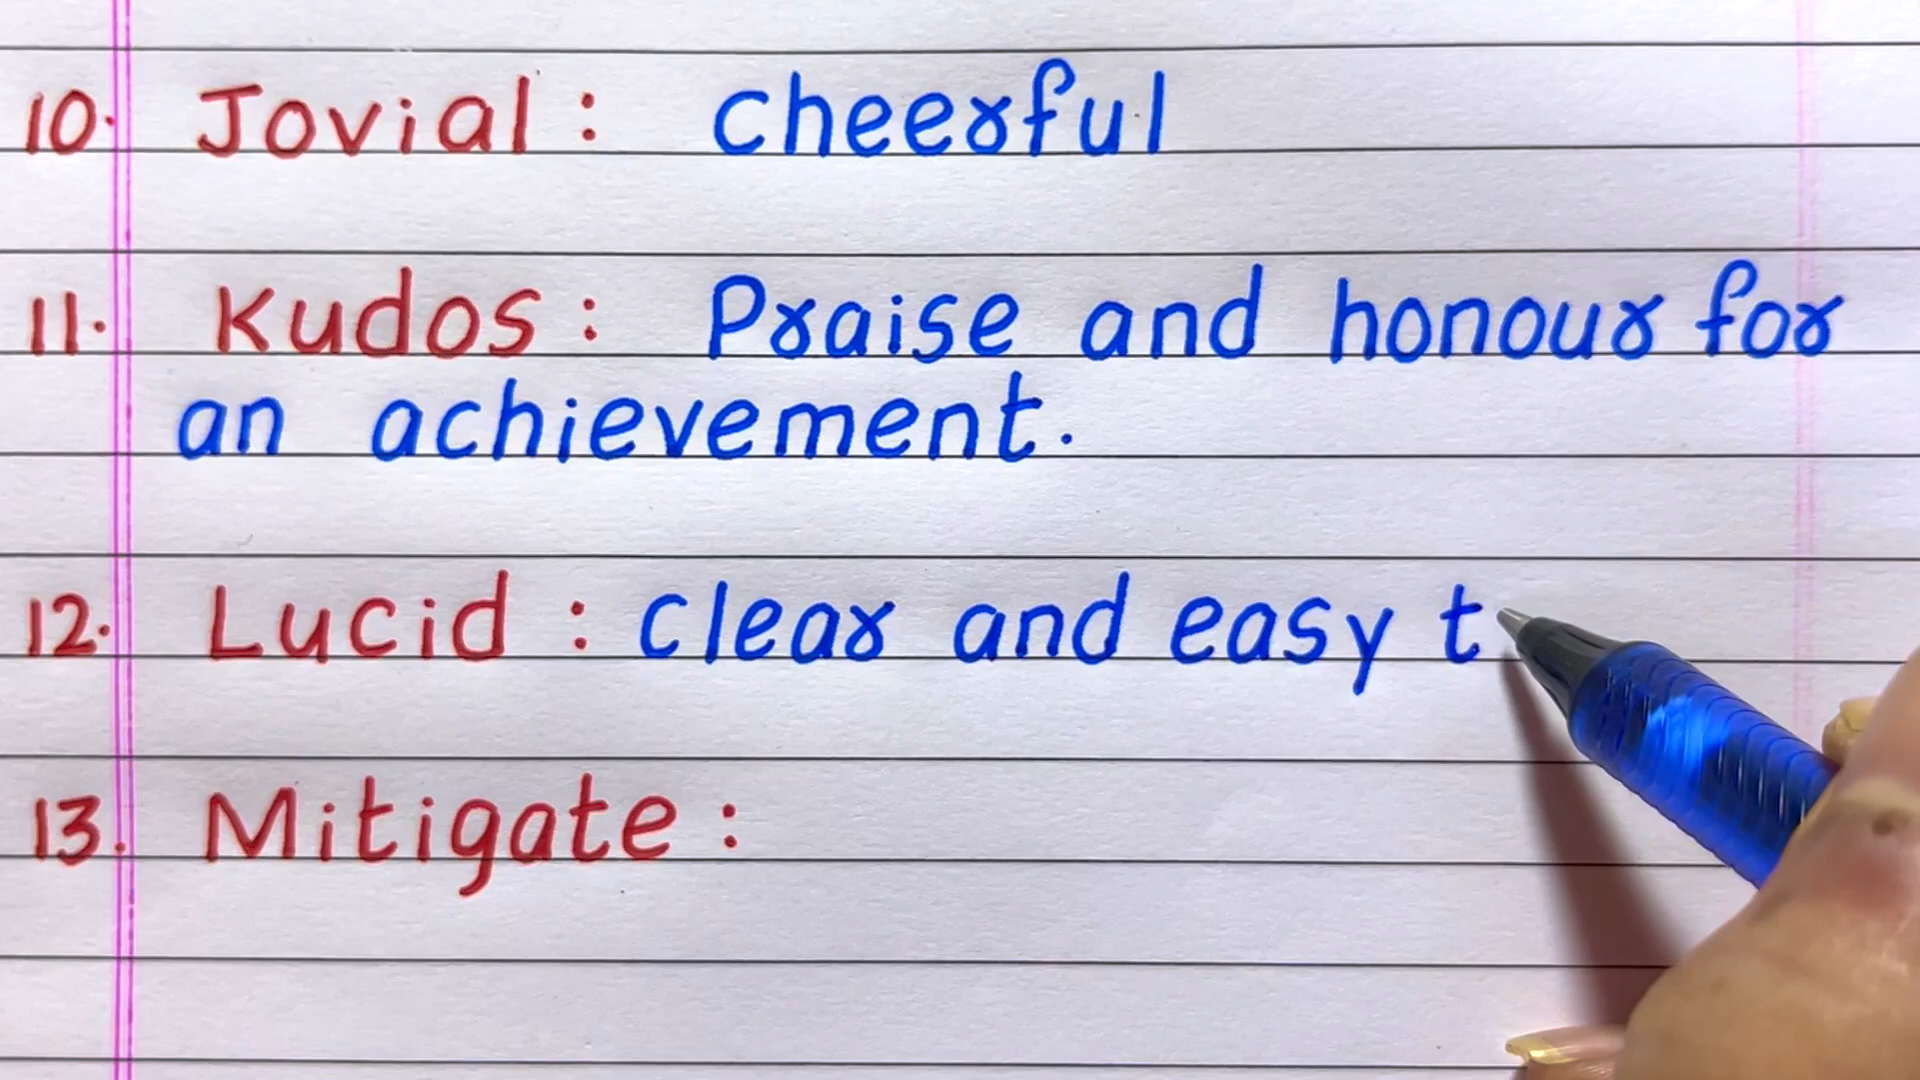 10. Jovial : cheerful
11. Kudos : Praise and honour for
an achievement.
12. Lucid : clear and easy t
13. Mitigate :